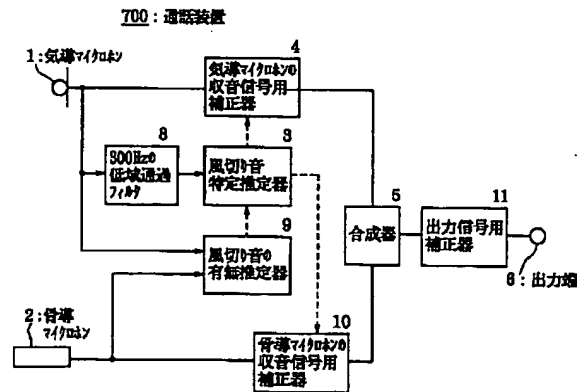 700：通話装置
1：気導マイクロホン
4
気導マイクロホンの
収音信号用
補正器
8
800Hzの
低域通過
フィルタ
3
風切り音
特定推定器
9
風切り音の
有無推定器
5
合成器
11
出力信号用
補正器
6：出力端
2：骨導
マイクロホン
10
骨導マイクロホンの
収音信号用
補正器